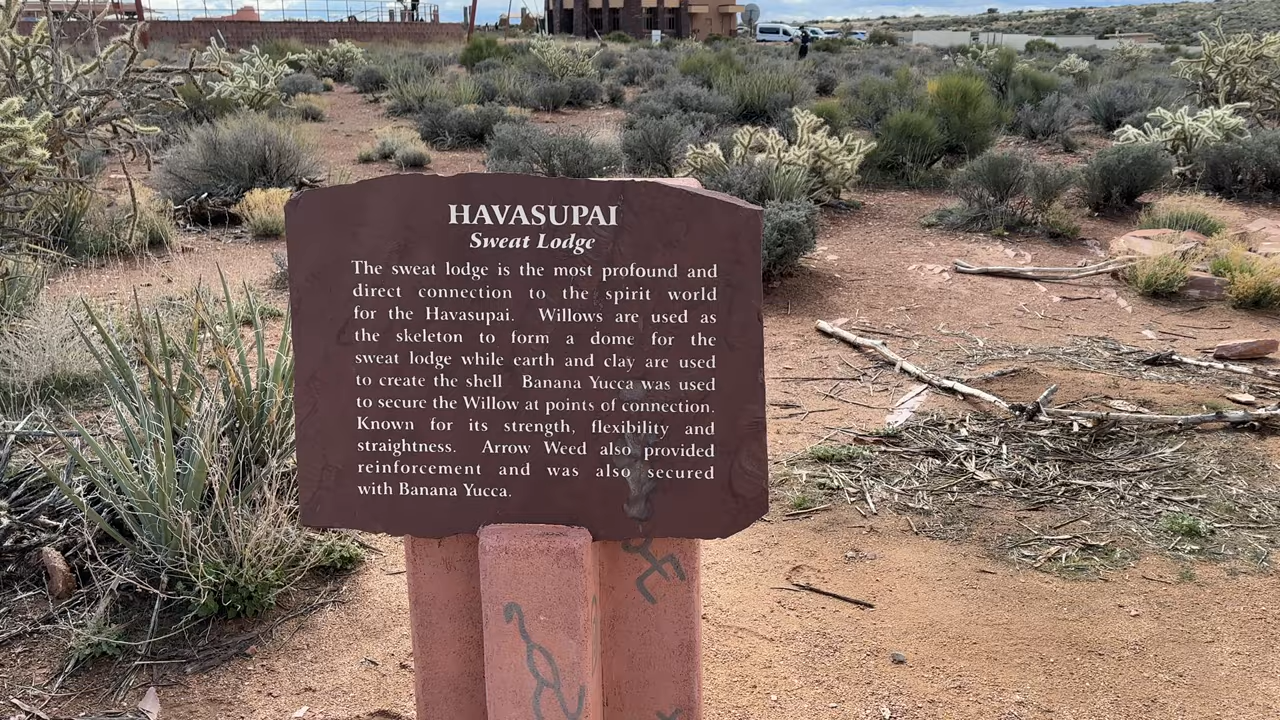 HAVASUPAI
Sweat Lodge
The sweat lodge is the most profound and
direct connection to the spirit world
for the Havasupai. Willows are used as
the skeleton to form a dome for the
sweat lodge while earth and clay are used
to create the shell Banana Yucca was used
to secure the Willow at points of connection.
Known for its strength, flexibility and
straightness. Arrow Weed also provided
reinforcement and was also secured
with Banana Yucca.